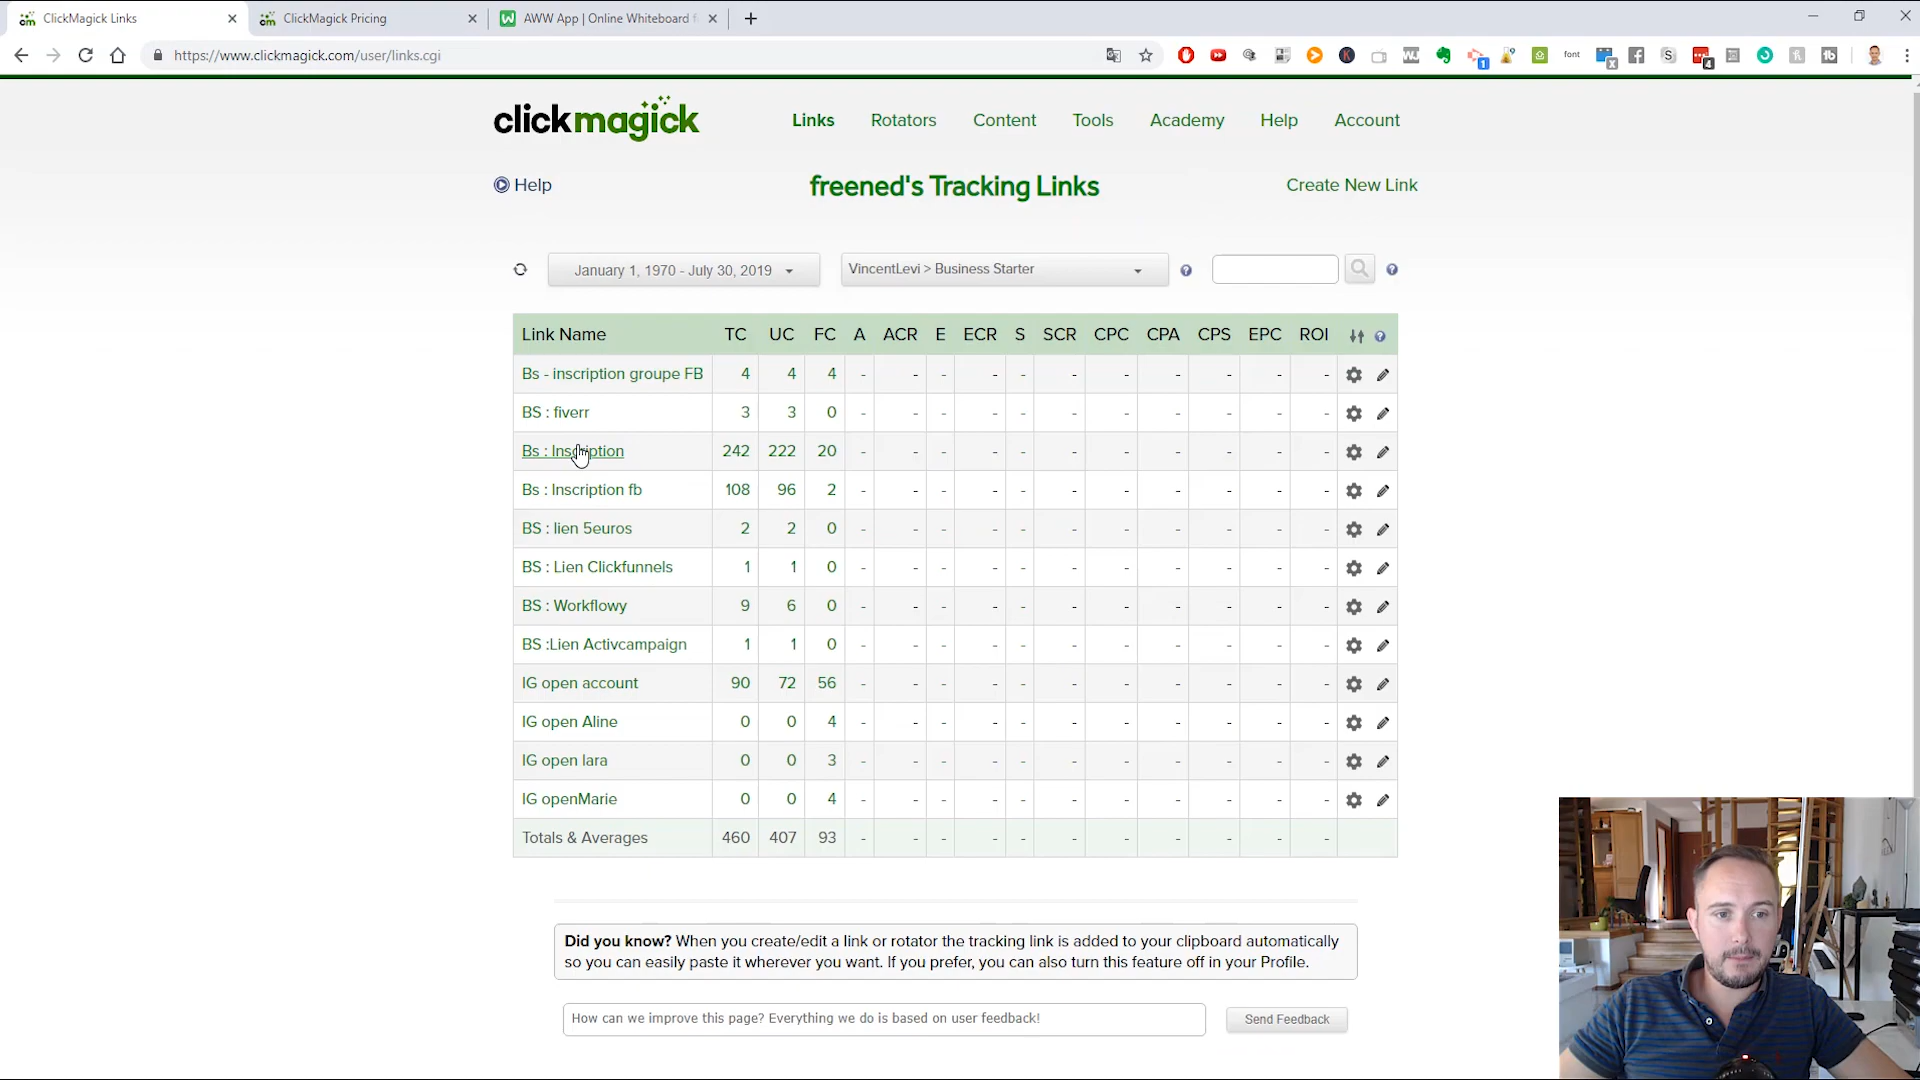 ClickMagick Links
ClickMagick Pricing
AWW App | Online Whiteboard f
https://www.clickmagick.com/user/links.cgi
font
clickmagick
Links Rotators Content Tools Academy Help Account
Help
freened's Tracking Links
Create New Link
January 1, 1970 - July 30, 2019
VincentLevi > Business Starter
Link Name TC UC FC A ACR E ECR S SCR CPC CPA CPS EPC ROI
Bs - inscription groupe FB 4 4 4 - - - - - - - - - - -
BS : fiverr 3 3 0 - - - - - - - - - - -
Bs : Inscription 242 222 20 - - - - - - - - - - -
Bs : Inscription fb 108 96 2 - - - - - - - - - - -
BS : lien 5euros 2 2 0 - - - - - - - - - - -
BS : Lien Clickfunnels 1 1 0 - - - - - - - - - - -
BS : Workflowy 9 6 0 - - - - - - - - - - -
BS :Lien Activcampaign 1 1 0 - - - - - - - - - - -
IG open account 90 72 56 - - - - - - - - - - -
IG open Aline 0 0 4 - - - - - - - - - - -
IG open lara 0 0 3 - - - - - - - - - - -
IG openMarie 0 0 4 - - - - - - - - - - -
Totals & Averages 460 407 93 - - - - - - - - - - -
Did you know? When you create/edit a link or rotator the tracking link is added to your clipboard automatically
so you can easily paste it wherever you want. If you prefer, you can also turn this feature off in your Profile.
How can we improve this page? Everything we do is based on user feedback!
Send Feedback